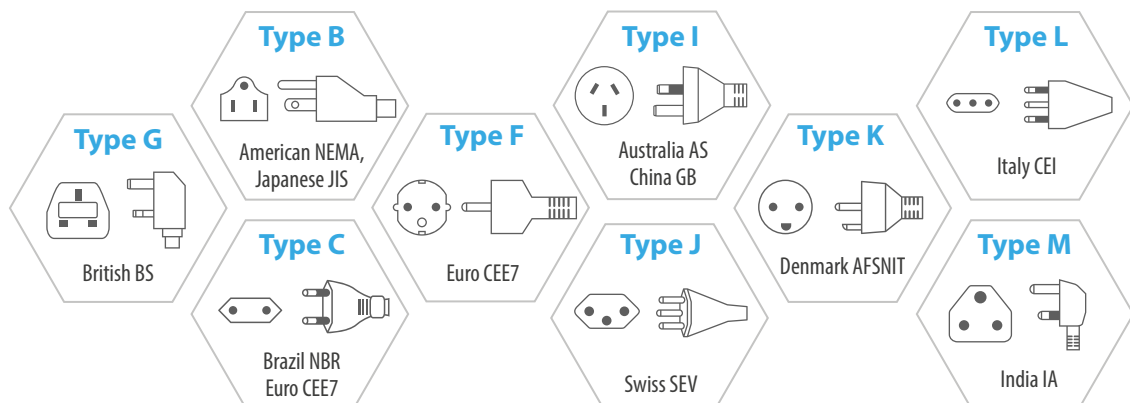 Type G
British BS
Type B
American NEMA,
Japanese JIS
Type C
Brazil NBR
Euro CEE7
Type F
Euro CEE7
Type I
Australia AS
China GB
Type J
Swiss SEV
Type K
Denmark AFSNIT
Type L
Italy CEI
Type M
India IA